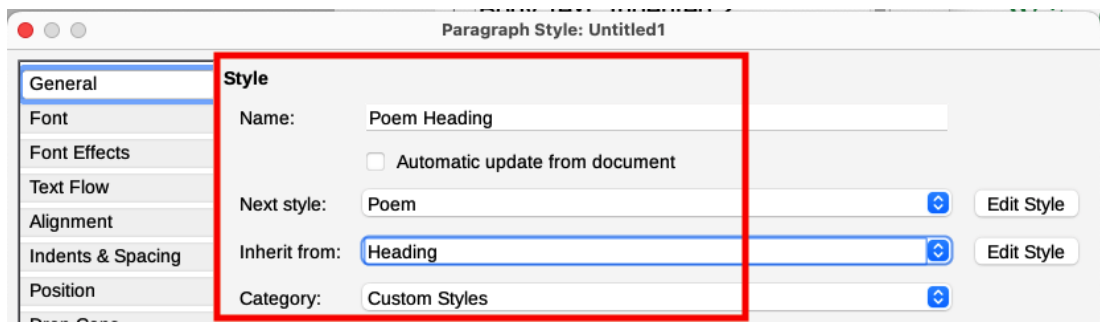 Paragraph Style: Untitled1
General
Font
Font Effects
Text Flow
Alignment
Indents & Spacing
Position
Style
Name: Poem Heading
Automatic update from document
Next style: Poem Edit Style
Inherit from: Heading Edit Style
Category: Custom Styles